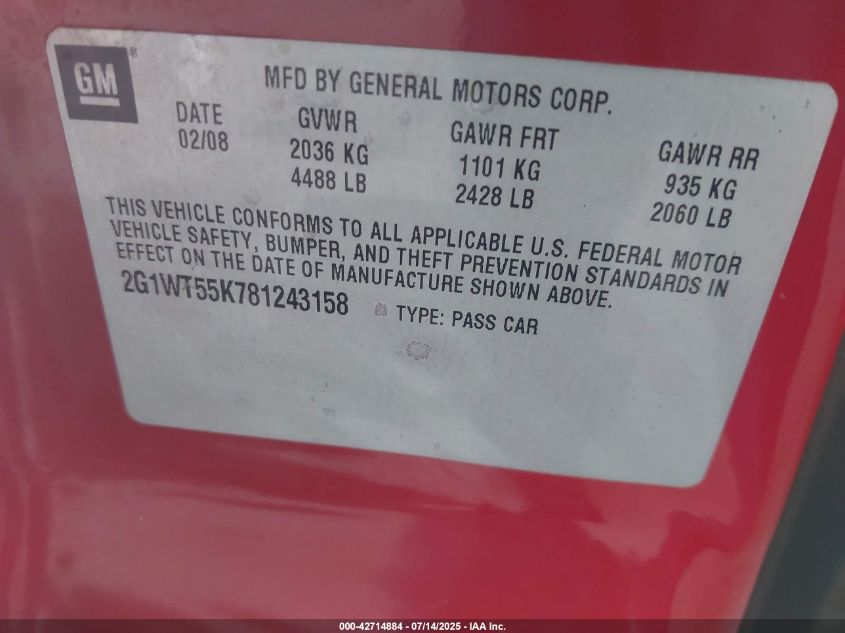 GM ®
MFD BY GENERAL MOTORS CORP.
DATE GVWR GAWR FRT GAWR RR
02/08 2036 KG 1101 KG 935 KG
4488 LB 2428 LB 2060 LB
THIS VEHICLE CONFORMS TO ALL APPLICABLE U.S. FEDERAL MOTOR
VEHICLE SAFETY, BUMPER, AND THEFT PREVENTION STANDARDS IN
EFFECT ON THE DATE OF MANUFACTURE SHOWN ABOVE.
2G1WT55K781243158 TYPE: PASS CAR
000-42714884 - 07/14/2025 - IAA Inc.